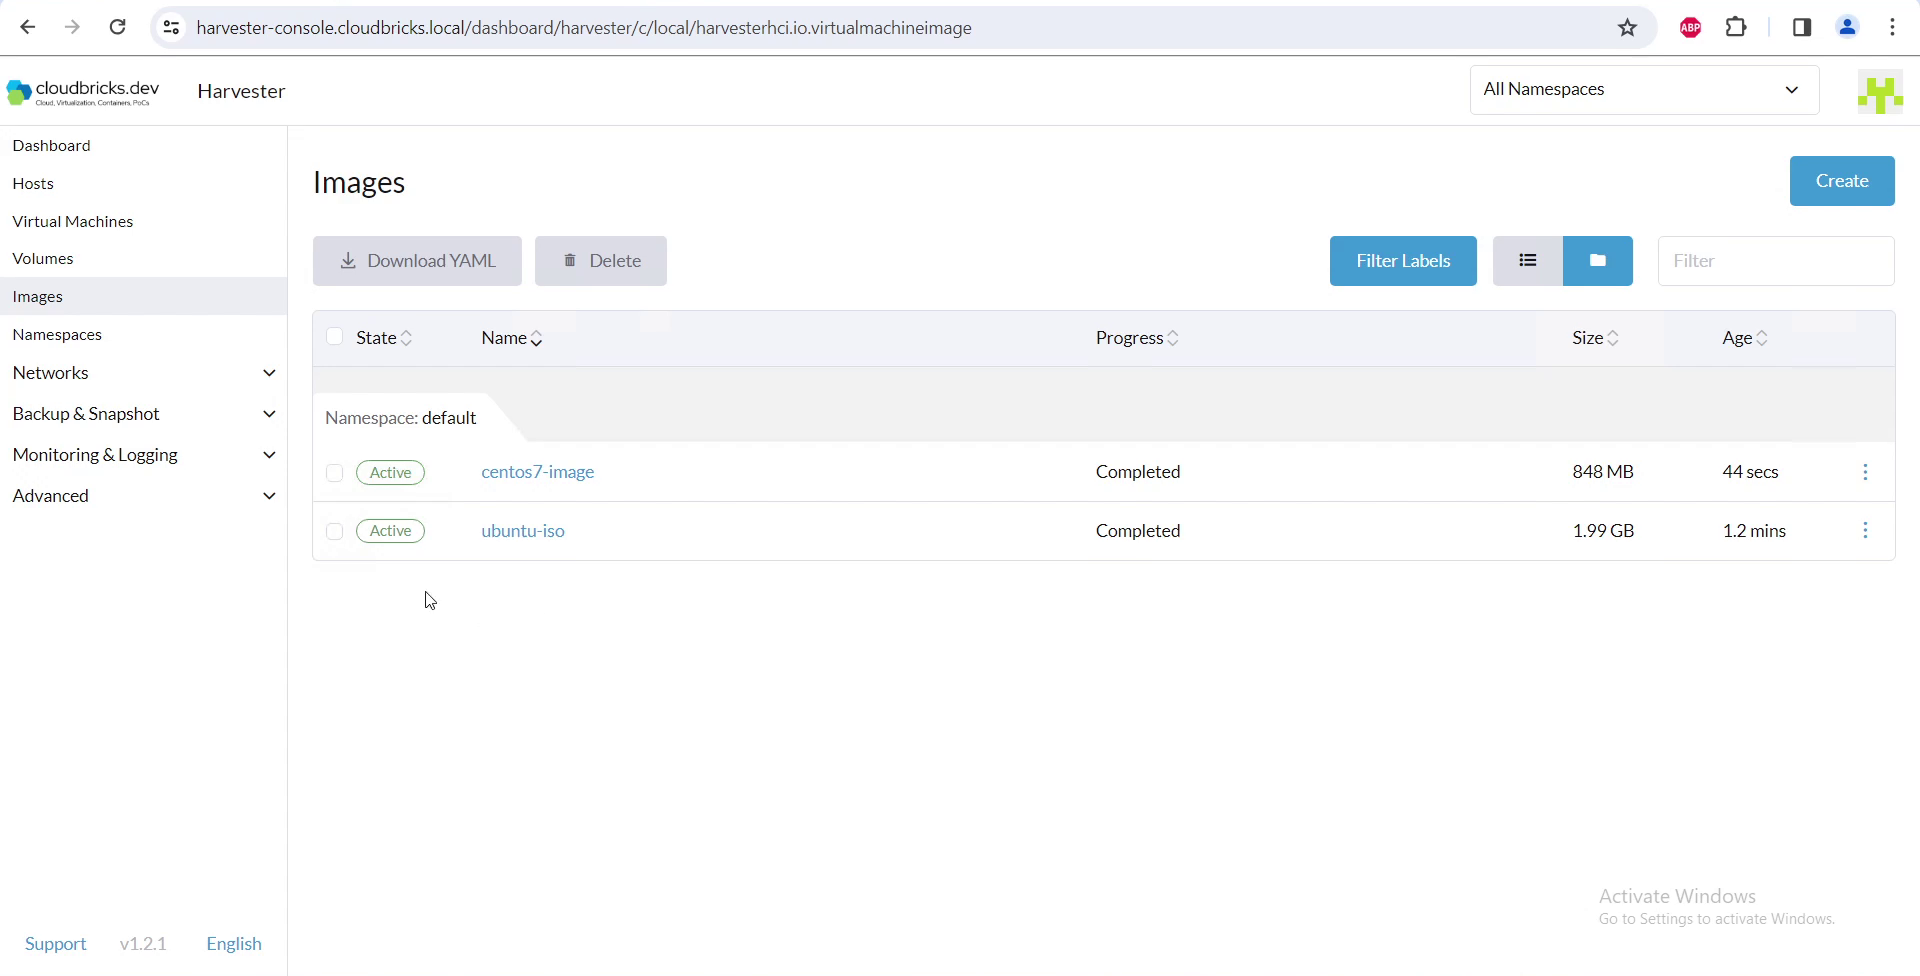 harvester-console.cloudbricks.local/dashboard/harvester/c/local/harvesterhci.io.virtualmachineimage
ABP
cloudbricks.dev
Cloud, Virtualization, Containers, PoCs
Harvester
All Namespaces
Dashboard
Hosts
Virtual Machines
Volumes
Images
Namespaces
Networks
Backup & Snapshot
Monitoring & Logging
Advanced
Images
Create
Download YAML
Delete
Filter Labels
Filter
State Name Progress Size Age
Namespace: default
Active centos7-image Completed 848 MB 44 secs
Active ubuntu-iso Completed 1.99 GB 1.2 mins
Activate Windows
Go to Settings to activate Windows.
Support v1.2.1 English